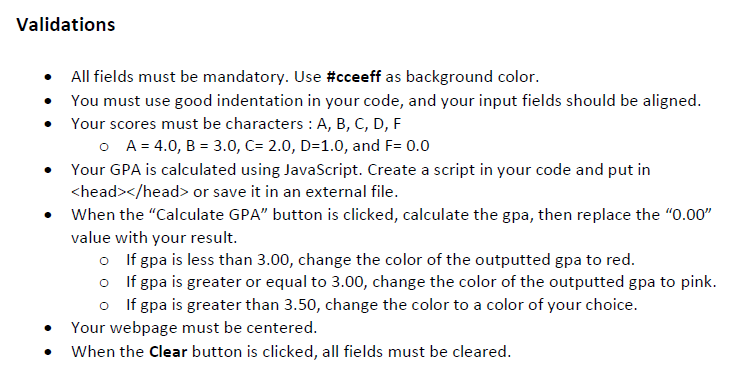 Validations
• All fields must be mandatory. Use #cceeff as background color.
• You must use good indentation in your code, and your input fields should be aligned.
• Your scores must be characters : A, B, C, D, F
o A = 4.0, B = 3.0, C= 2.0, D=1.0, and F= 0.0
• Your GPA is calculated using JavaScript. Create a script in your code and put in
<head></head> or save it in an external file.
• When the “Calculate GPA” button is clicked, calculate the gpa, then replace the “0.00”
value with your result.
o If gpa is less than 3.00, change the color of the outputted gpa to red.
o If gpa is greater or equal to 3.00, change the color of the outputted gpa to pink.
o If gpa is greater than 3.50, change the color to a color of your choice.
• Your webpage must be centered.
• When the Clear button is clicked, all fields must be cleared.